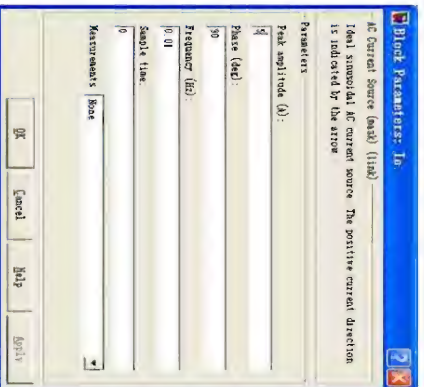 Block Parameters: In
AC Current Source (mask) (link)
Ideal sinusoidal AC current source. The positive current direction
is indicated by the arrow
Parameters
Peak amplitude (A):
Phase (deg):
90
Frequency (Hz):
0.01
Sample time:
0
Measurements None
OK Cancel Help Apply